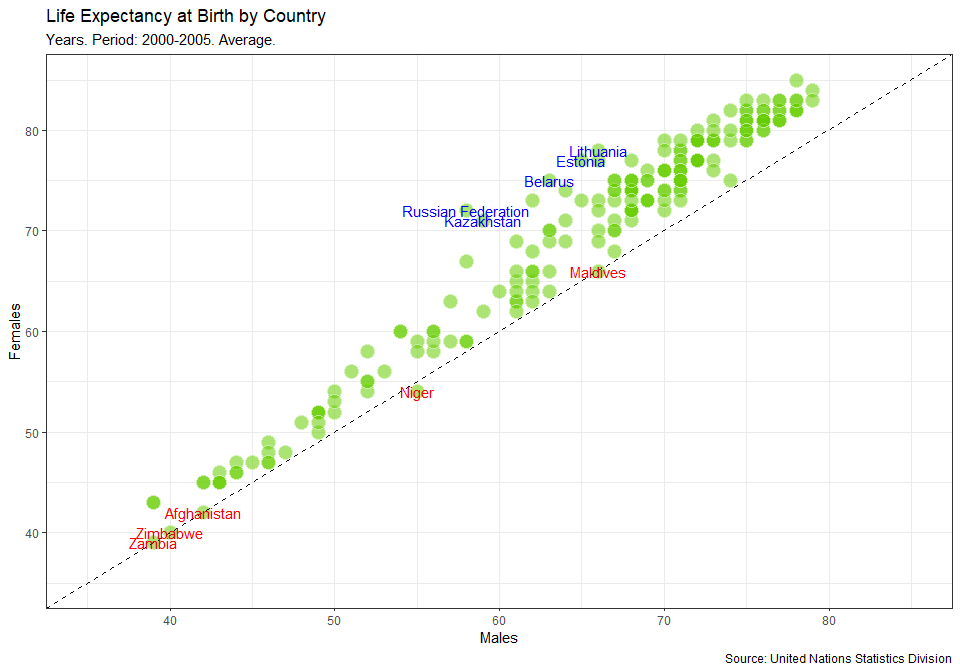 Life Expectancy at Birth by Country
Years. Period: 2000-2005. Average.
Females
80
70
60
50
40
Lithuania
Estonia
Belarus
Russian Federation
Kazakhstan
Maldives
Niger
Afghanistan
Zimbabwe
Zambia
40 50 60 70 80
Males
Source: United Nations Statistics Division